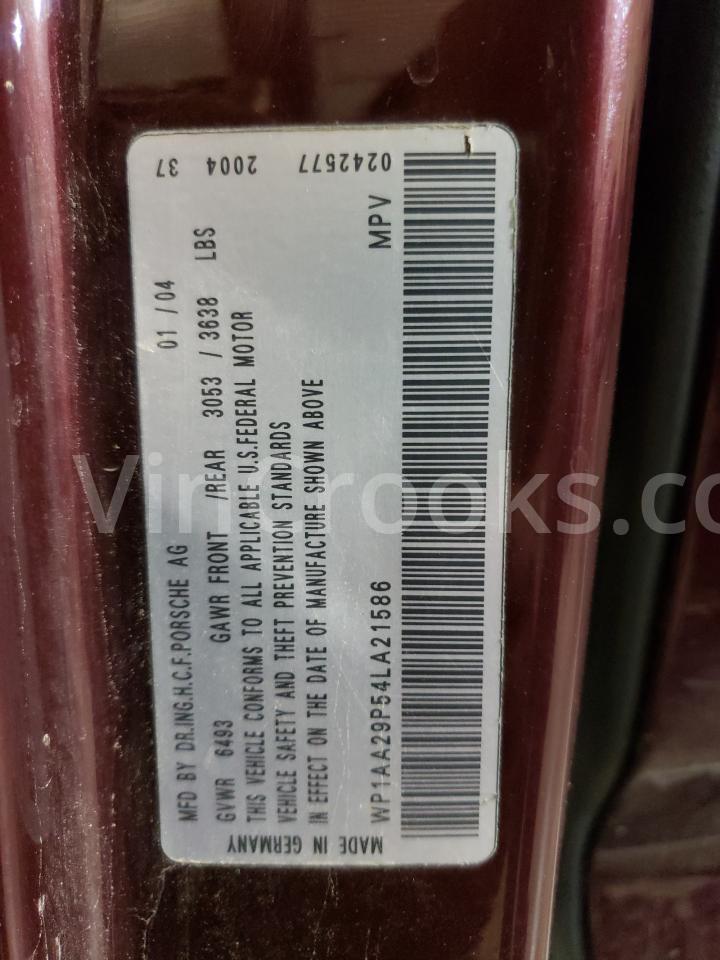 MFD BY DR.ING.H.C.F.PORSCHE AG 01 /04
GVWR 6493 GAWR FRONT /REAR 3053 / 3638 LBS
THIS VEHICLE CONFORMS TO ALL APPLICABLE U.S.FEDERAL MOTOR
VEHICLE SAFETY AND THEFT PREVENTION STANDARDS
IN EFFECT ON THE DATE OF MANUFACTURE SHOWN ABOVE
WP1AA29P54LA21586 MPV
MADE IN GERMANY
0242577 2004 37
VinCrooks.co